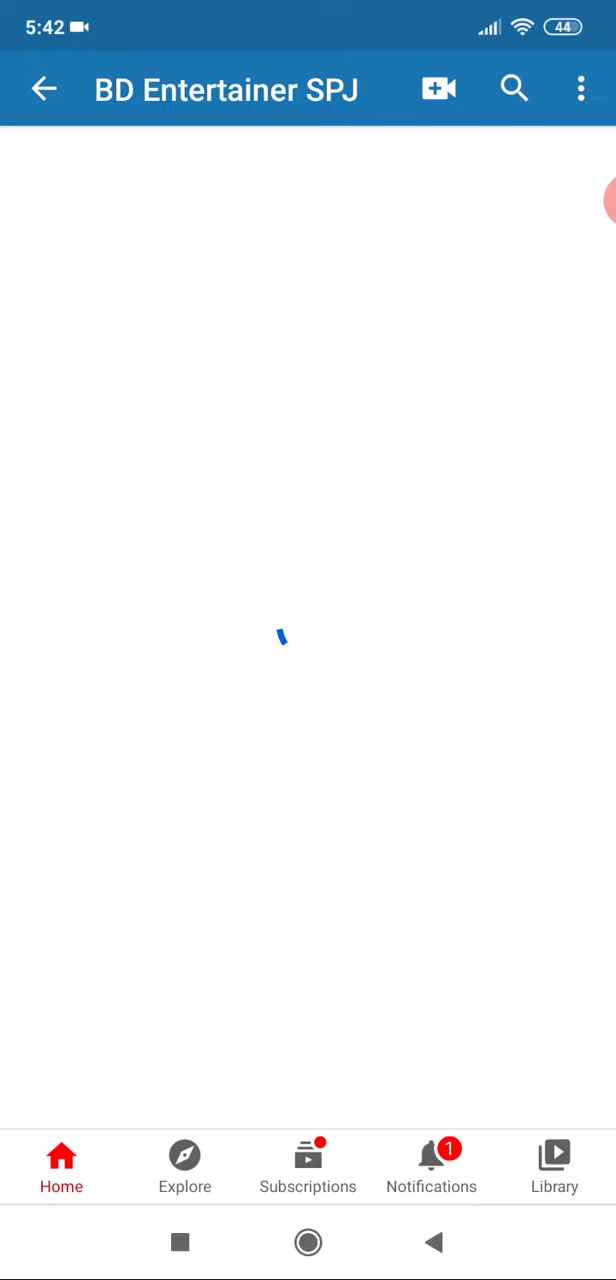 5:42
44
BD Entertainer SPJ
1
Home
Explore
Subscriptions
Notifications
Library